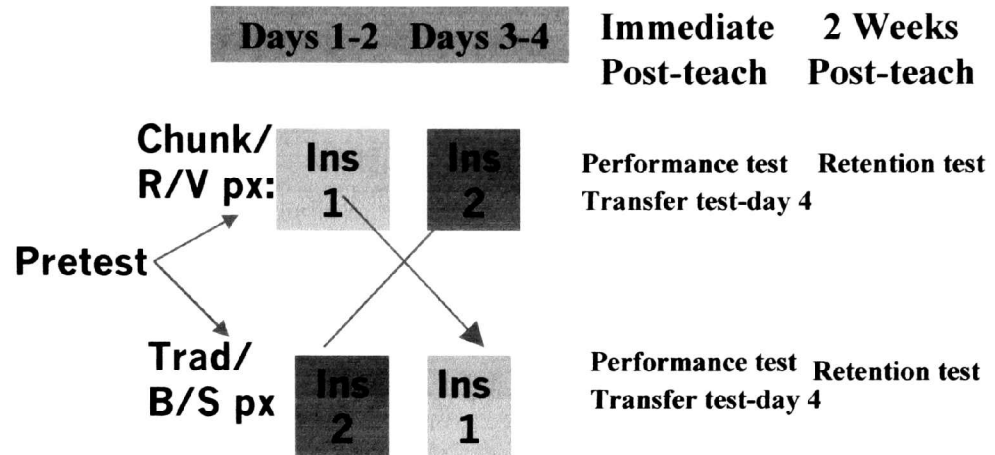 Days 1-2 Days 3-4
Immediate 2 Weeks
Post-teach Post-teach
Chunk/
R/V px:
Ins
1
Ins
2
Performance test Retention test
Transfer test-day 4
Pretest
Trad/
B/S px
Ins
2
Ins
1
Performance test Retention test
Transfer test-day 4